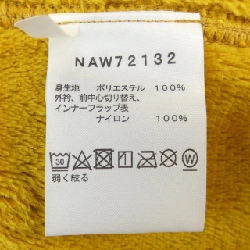 NAW72132
身生地 ポリエステル 100%
外衿、前中心切り替え、
インナーフラップ表
ナイロン 100%
弱く絞る